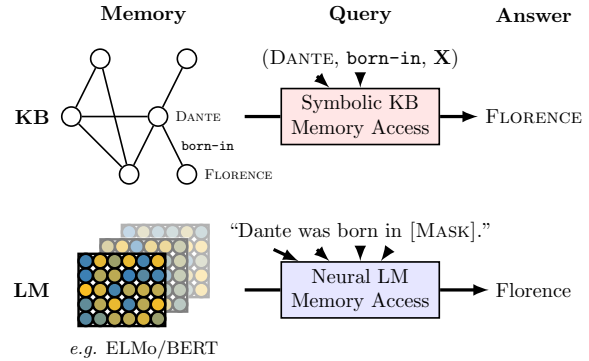 Memory Query Answer
(DANTE, born-in, X)
KB DANTE Symbolic KB FLORENCE
Memory Access
born-in
FLORENCE
"Dante was born in [MASK]."
LM Neural LM Florence
Memory Access
e.g. ELMo/BERT